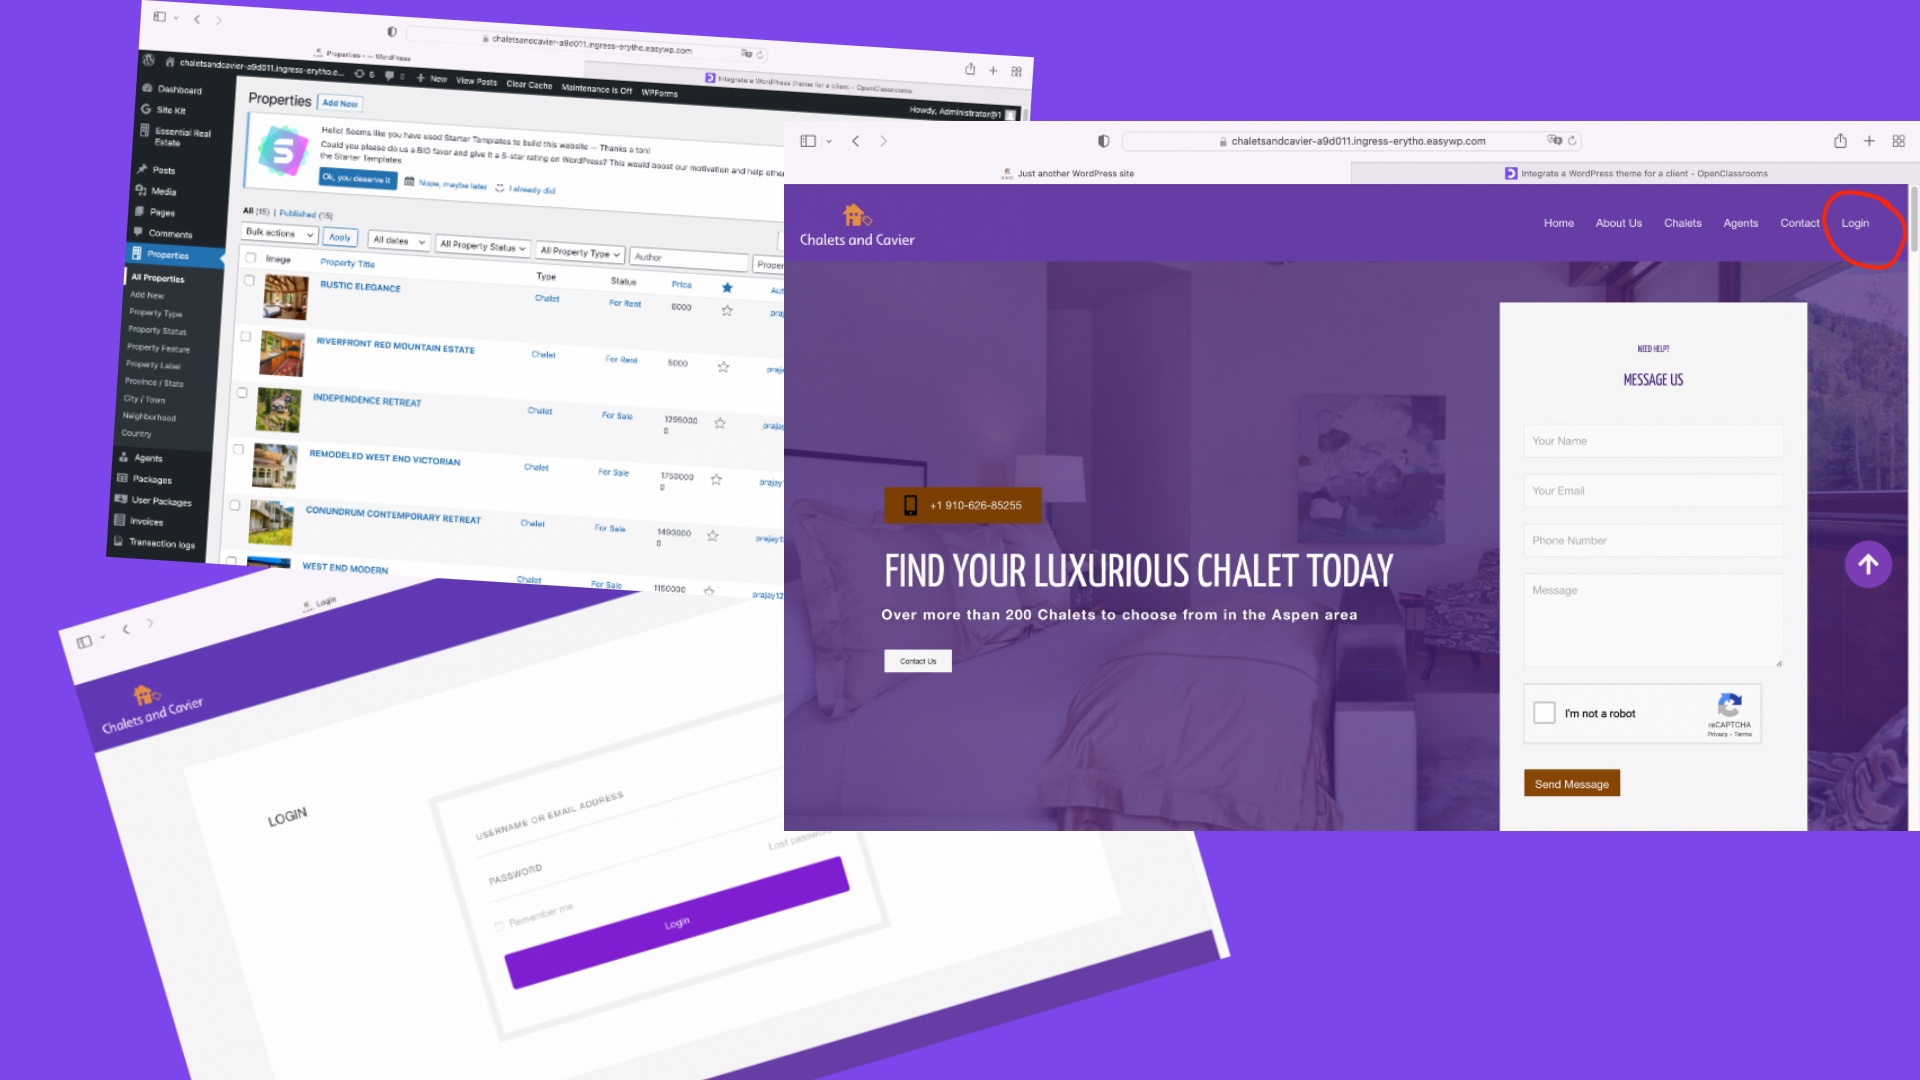 chaletsandcavier-a9d011.ingress-erytho.easywp.com
Properties ‹ — WordPress
Integrate a WordPress theme for a client - OpenClassrooms
chaletsandcavier-a9d011.ingress-erytho.e... 5 0 New View Posts Clear Cache Maintenance is Off WPForms
Howdy, Administrator@1
Dashboard
Site Kit
Essential Real
Estate
Posts
Media
Pages
Comments
Properties
All Properties
Add New
Property Type
Property Status
Property Feature
Property Label
Province / State
City / Town
Neighborhood
Country
Agents
Packages
User Packages
Invoices
Transaction logs
Properties Add New
Hello! Seems like you have used Starter Templates to build this website — Thanks a ton!
Could you please do us a BIG favor and give it a 5-star rating on WordPress? This would boost our motivation and help othe
the Starter Templates.
Ok, you deserve it Nope, maybe later I already did
All (15) | Published (15)
Bulk actions Apply All dates All Property Status All Property Type Author Proper
Image Property Title Type Status Price Aut
RUSTIC ELEGANCE Chalet For Rent 6000 pra
RIVERFRONT RED MOUNTAIN ESTATE Chalet For Rent 5000 praj
INDEPENDENCE RETREAT Chalet For Sale 1295000
0 praja
REMODELED WEST END VICTORIAN Chalet For Sale 1750000
0 prajay
CONUNDRUM CONTEMPORARY RETREAT Chalet For Sale 1490000
0 prajay1
WEST END MODERN Chalet For Sale 1150000 prajay12
chaletsandcavier-a9d011.ingress-erytho.easywp.com
Just another WordPress site
Integrate a WordPress theme for a client - OpenClassrooms
Chalets and Cavier
Home About Us Chalets Agents Contact Login
+1 910-626-85255
FIND YOUR LUXURIOUS CHALET TODAY
Over more than 200 Chalets to choose from in the Aspen area
Contact Us
NEED HELP?
MESSAGE US
Your Name
Your Email
Phone Number
Message
I'm not a robot
reCAPTCHA
Privacy - Terms
Send Message
Login
Chalets and Cavier
LOGIN
USERNAME OR EMAIL ADDRESS
PASSWORD
Lost passwo
Remember me
Login